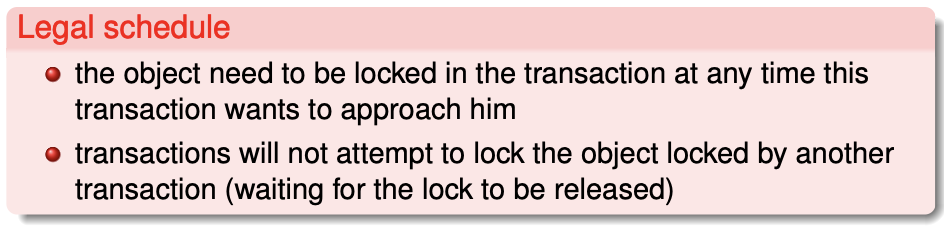 Legal schedule
the object need to be locked in the transaction at any time this
transaction wants to approach him
transactions will not attempt to lock the object locked by another
transaction (waiting for the lock to be released)